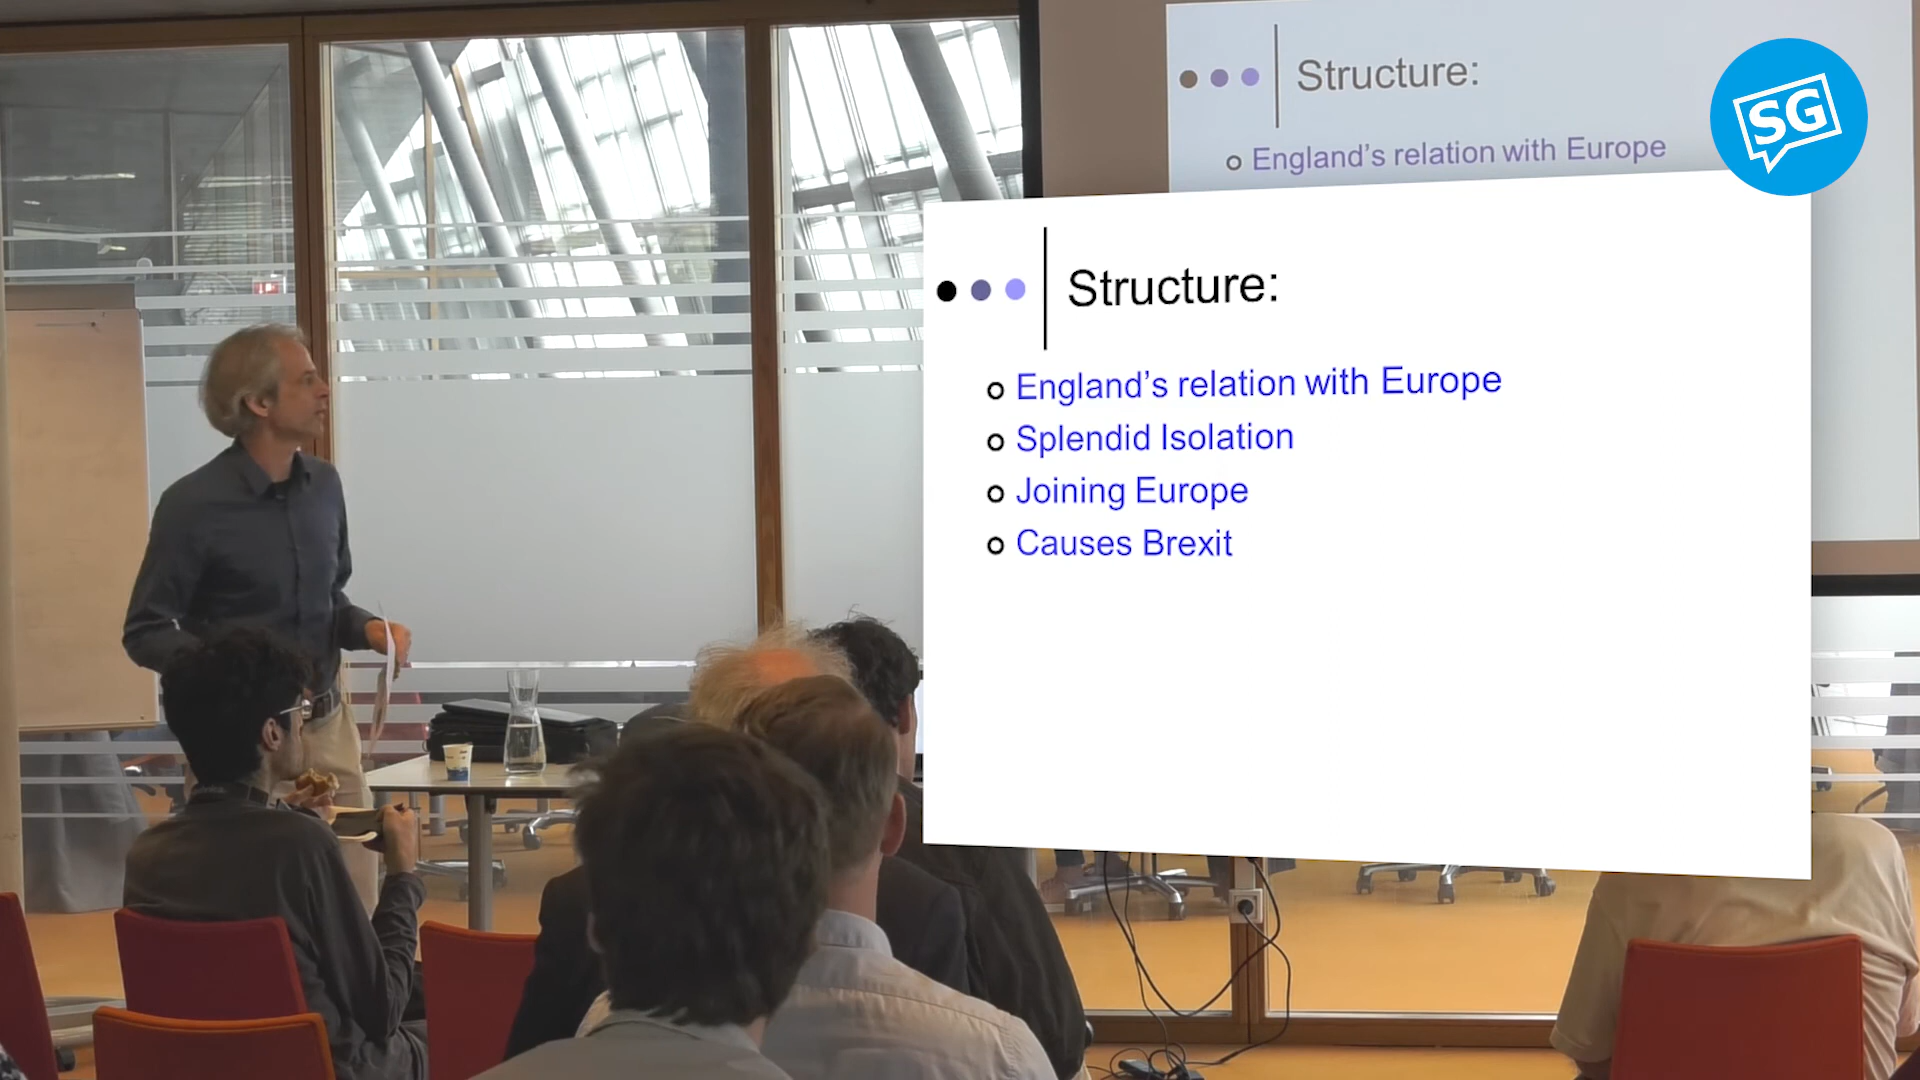 Structure:
England's relation with Europe
SG
Structure:
England's relation with Europe
Splendid Isolation
Joining Europe
Causes Brexit